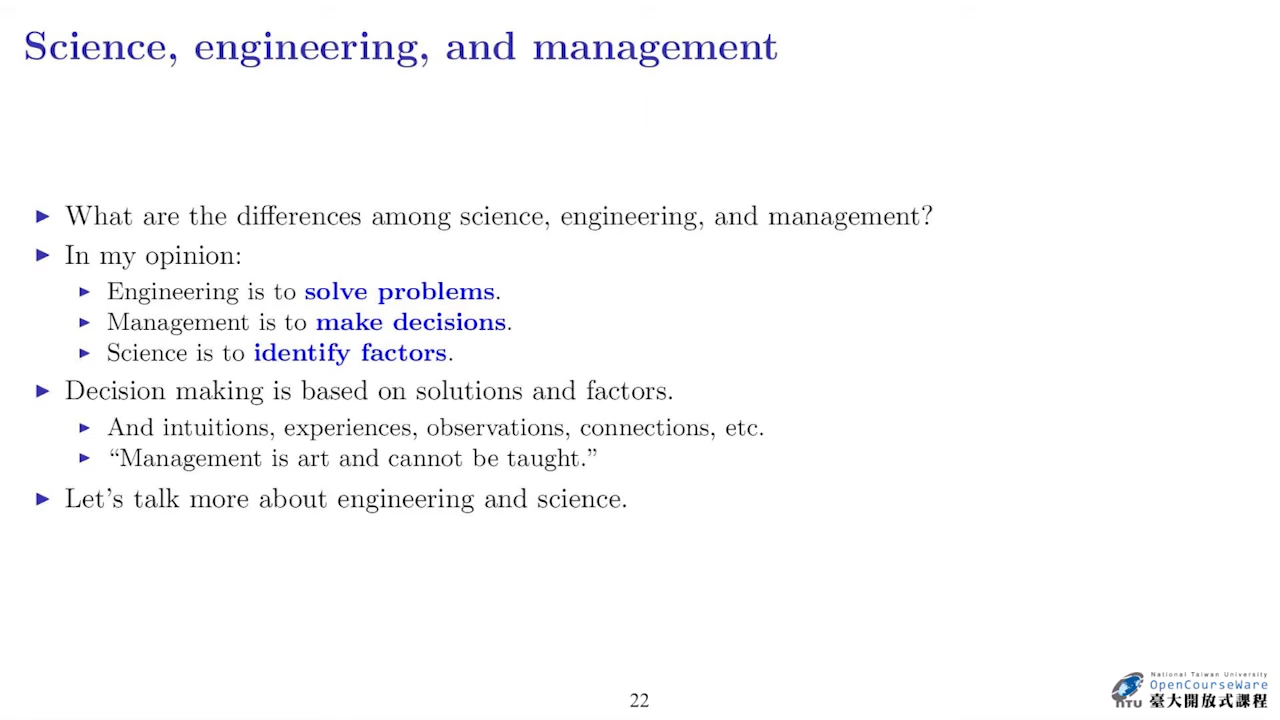 Science, engineering, and management
What are the differences among science, engineering, and management?
In my opinion:
Engineering is to solve problems.
Management is to make decisions.
Science is to identify factors.
Decision making is based on solutions and factors.
And intuitions, experiences, observations, connections, etc.
“Management is art and cannot be taught.”
Let’s talk more about engineering and science.
22
National Taiwan University
OpenCourseWare
NTU 臺大開放式課程